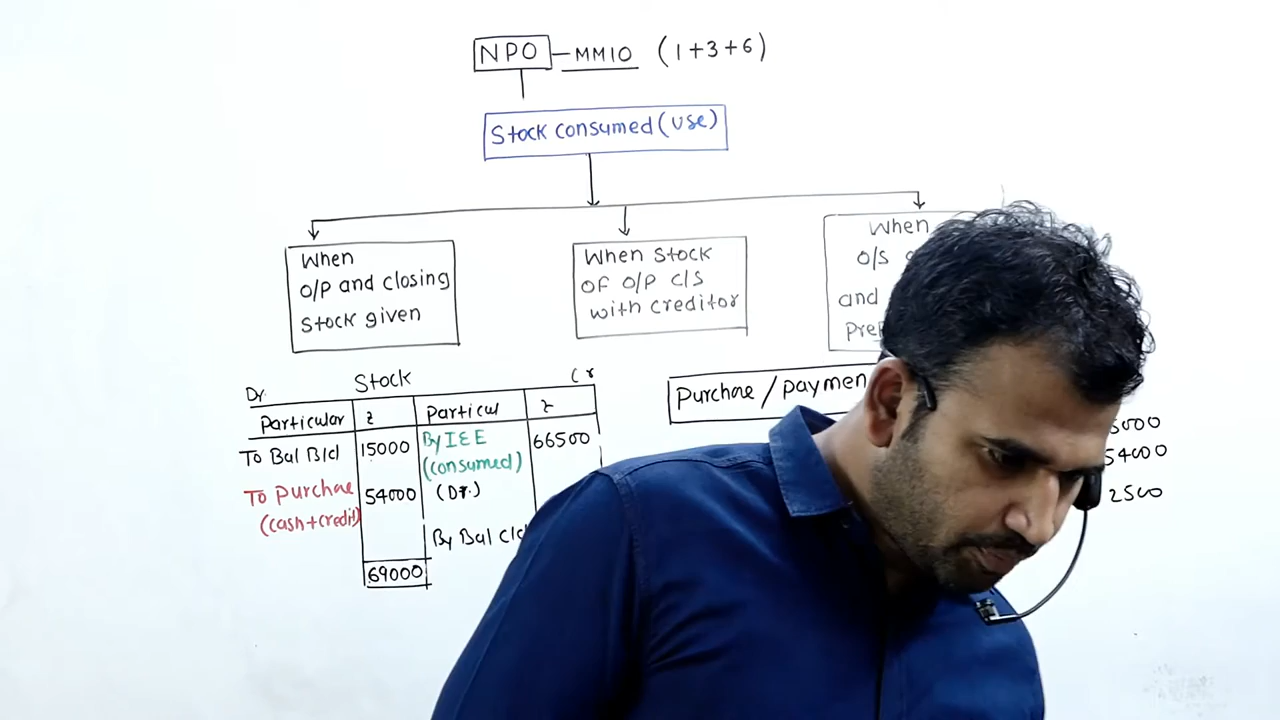 NPO — MM10 (1+3+6)
Stock consumed (use)
When
O/P and closing
Stock given
When Stock
OF O/P C/S
with creditor
When
O/S
and
Dr. Stock Cr
Particular ₹ Particul ₹
To Bal B/d 15000 By I&E 66500
(consumed)
To Purchase 54000 (Dr.)
(cash+credit)
By Bal C/d
69000
Purchase / paymen
5000
54000
2500